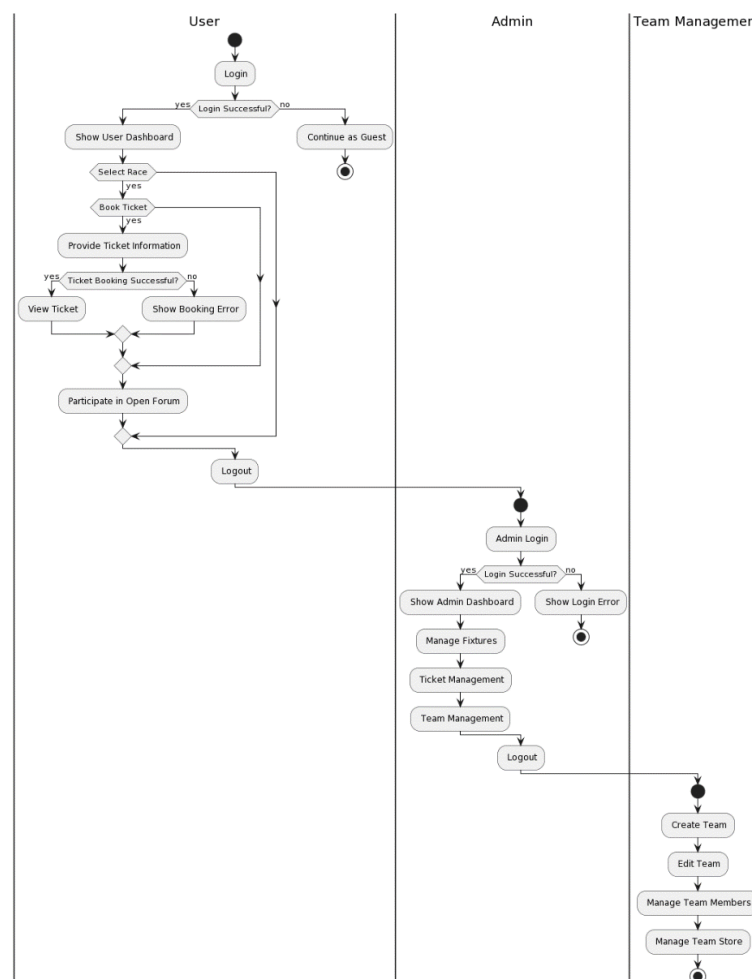 User
Admin
Team Managemen
Login
yes
Login Successful?
no
Show User Dashboard
Continue as Guest
Select Race
yes
Book Ticket
yes
Provide Ticket Information
yes
Ticket Booking Successful?
no
View Ticket
Show Booking Error
Participate in Open Forum
Logout
Admin Login
yes
Login Successful?
no
Show Admin Dashboard
Show Login Error
Manage Fixtures
Ticket Management
Team Management
Logout
Create Team
Edit Team
Manage Team Members
Manage Team Store